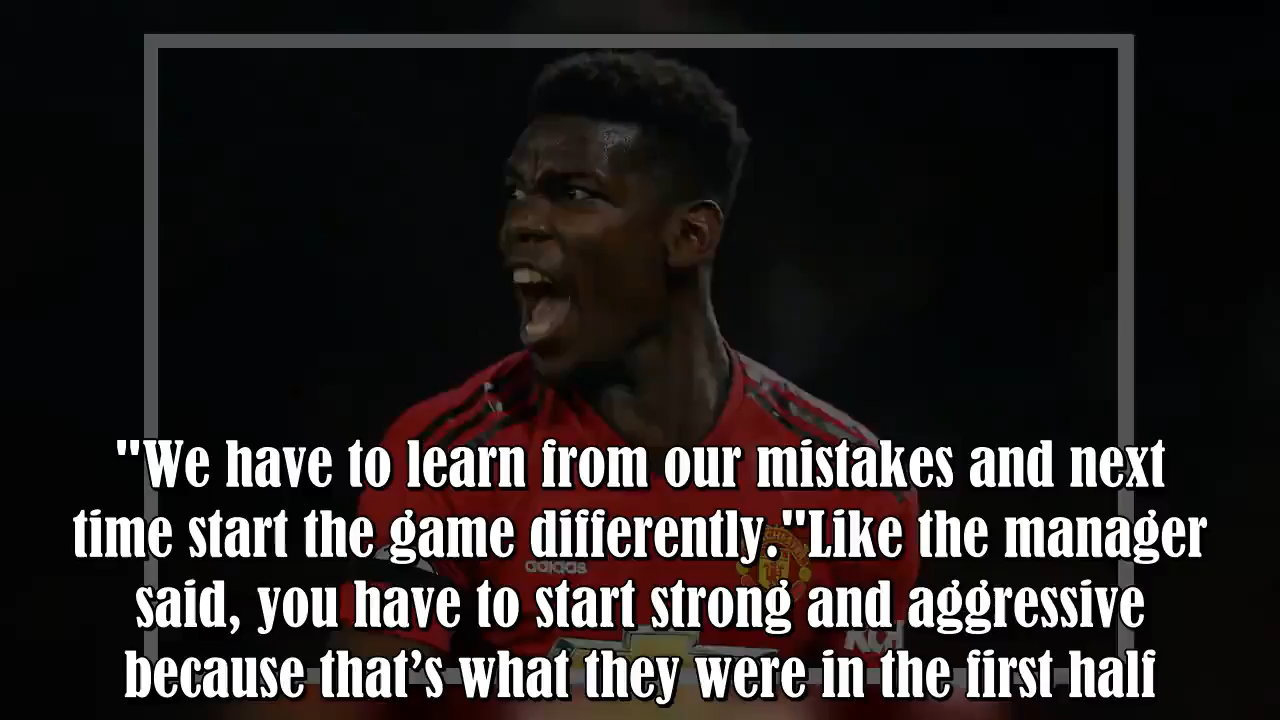 "We have to learn from our mistakes and next
time start the game differently."Like the manager
said, you have to start strong and aggressive
because that’s what they were in the first half
adidas